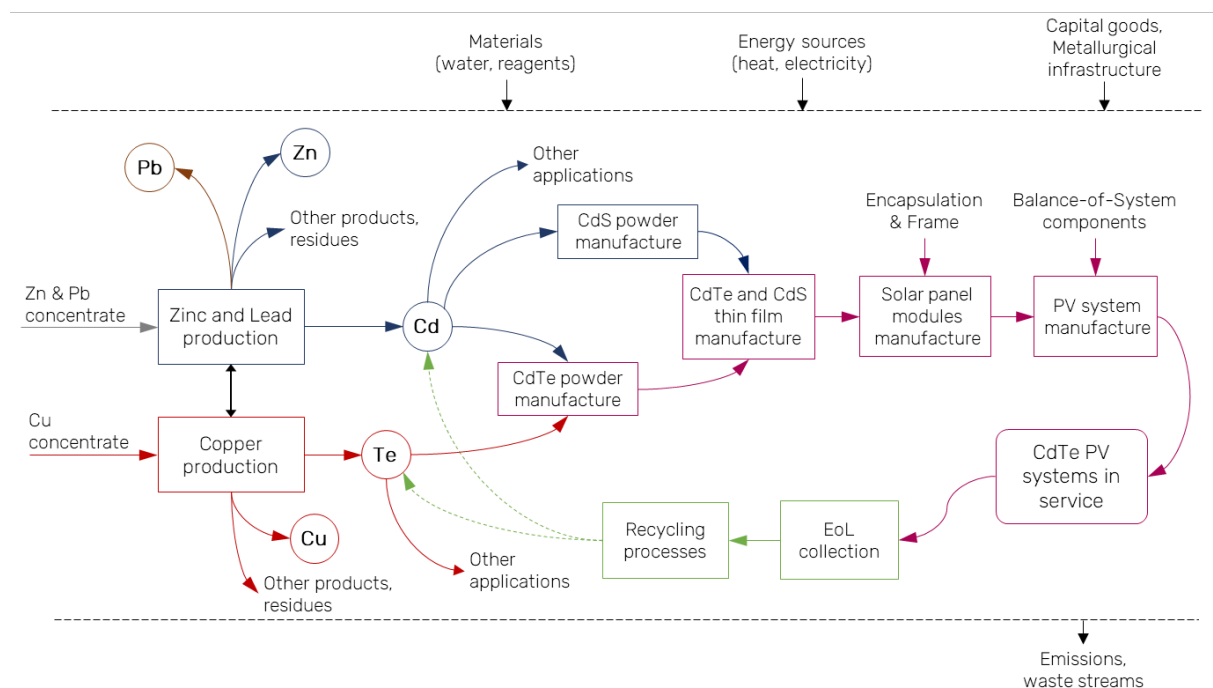 Materials
(water, reagents)
Energy sources
(heat, electricity)
Capital goods,
Metallurgical
infrastructure
Pb
Zn
Other
applications
Other products,
residues
CdS powder
manufacture
Encapsulation
& Frame
Balance-of-System
components
Zn & Pb
concentrate
Zinc and Lead
production
Cd
CdTe and CdS
thin film
manufacture
Solar panel
modules
manufacture
PV system
manufacture
CdTe powder
manufacture
Cu
concentrate
Copper
production
Te
CdTe PV
systems in
service
Recycling
processes
EoL
collection
Cu
Other products,
residues
Other
applications
Emissions,
waste streams